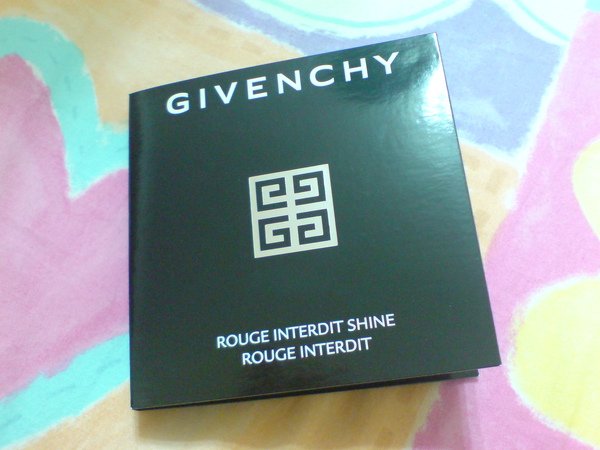 GIVENCHY
ROUGE INTERDIT SHINE
ROUGE INTERDIT